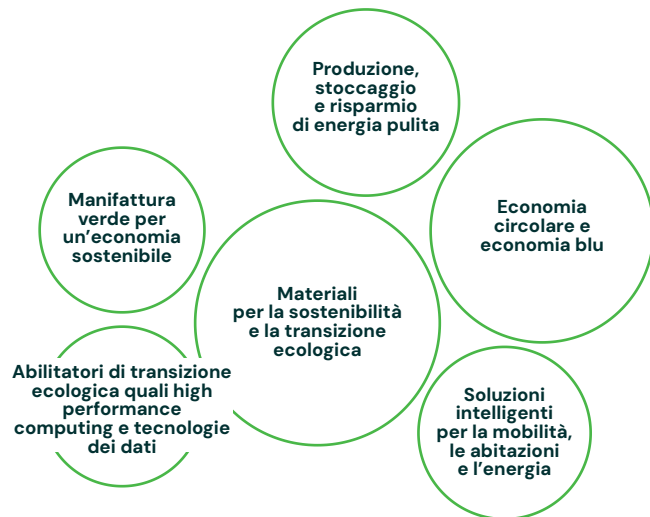 Produzione,
stoccaggio
e risparmio
di energia pulita
Manifattura
verde per
un'economia
sostenibile
Economia
circolare e
economia blu
Materiali
per la sostenibilità
e la transizione
ecologica
Abilitatori di transizione
ecologica quali high
performance
computing e tecnologie
dei dati
Soluzioni
intelligenti
per la mobilità,
le abitazioni
e l'energia